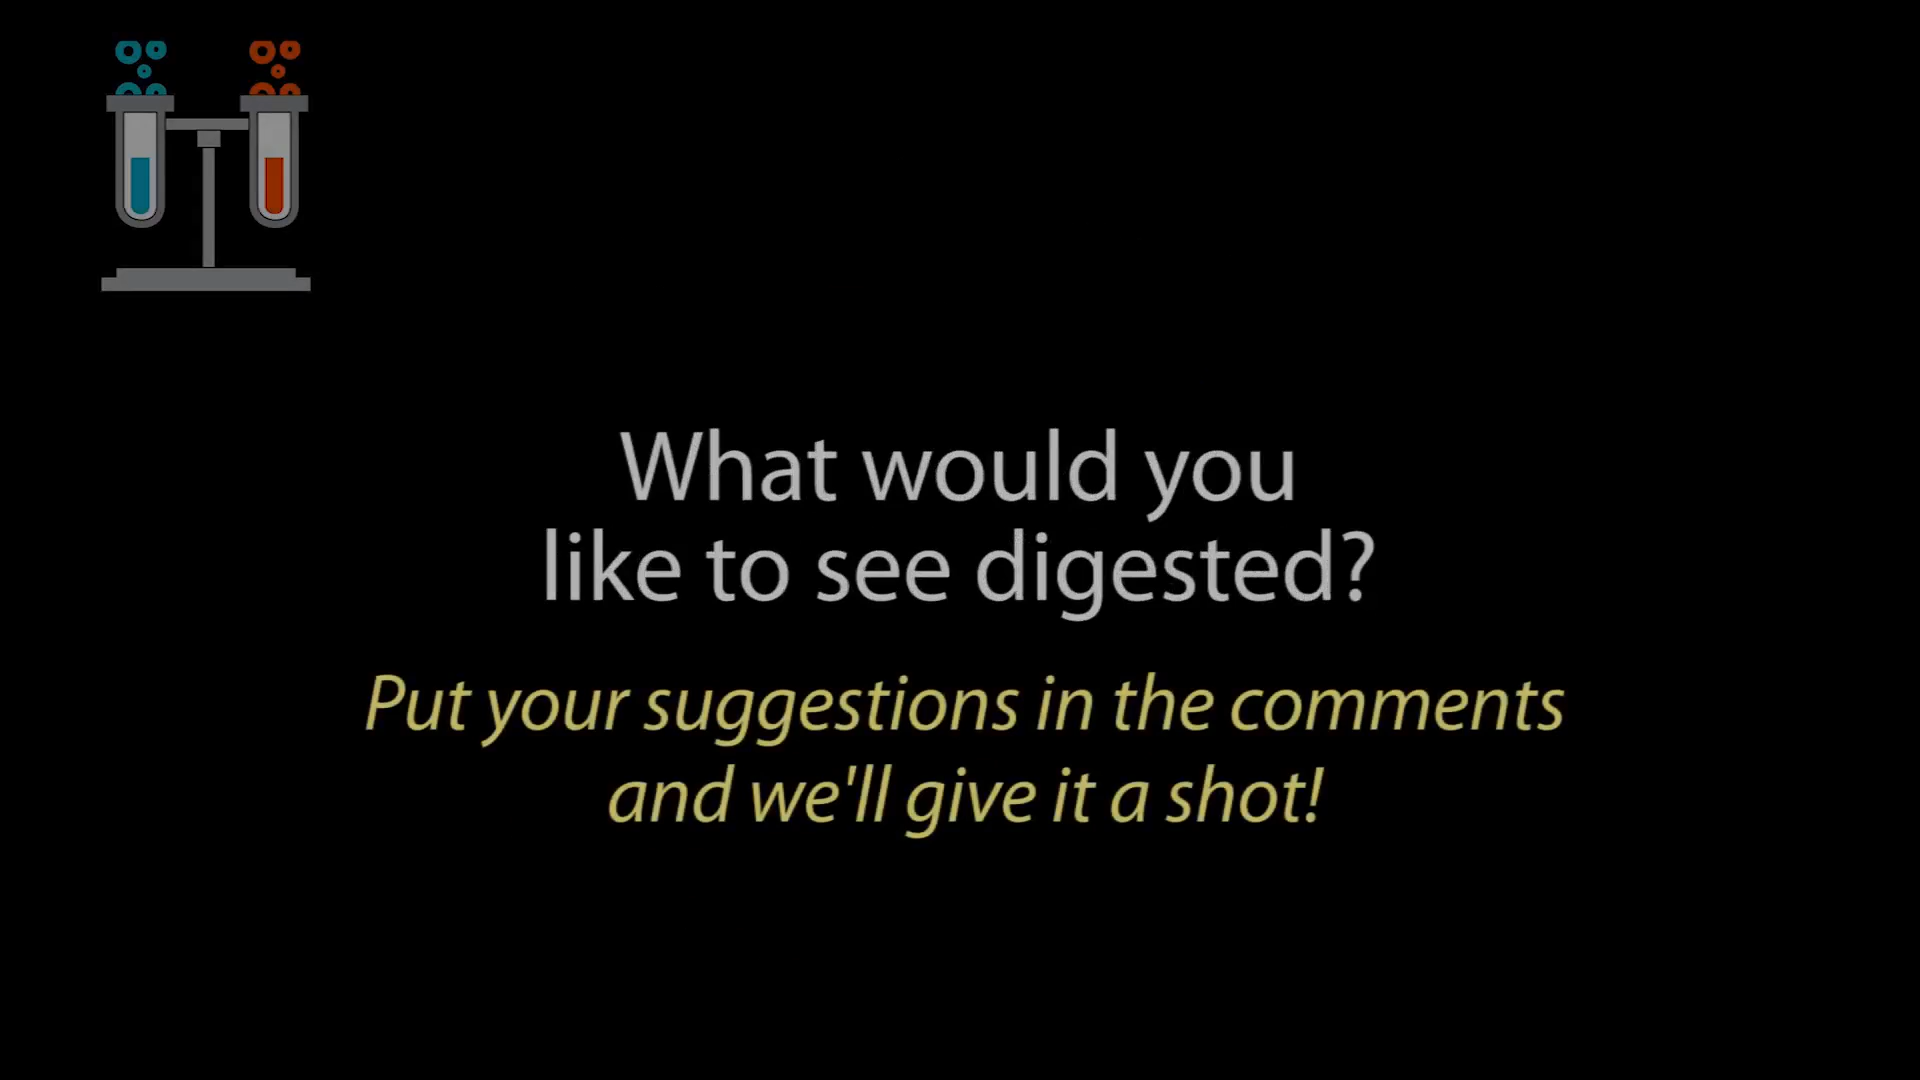 What would you
like to see digested?
Put your suggestions in the comments
and we'll give it a shot!